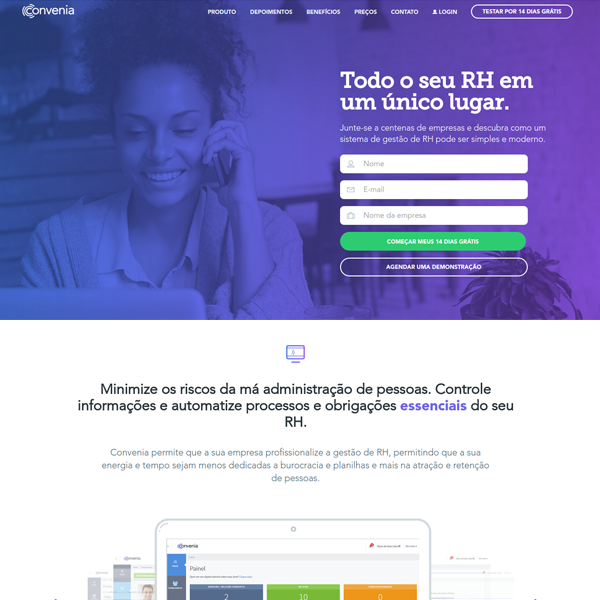 Convenia
PRODUTO DEPOIMENTOS BENEFÍCIOS PREÇOS CONTATO LOGIN TESTAR POR 14 DIAS GRÁTIS
Todo o seu RH em
um único lugar.
Junte-se a centenas de empresas e descubra como um
sistema de gestão de RH pode ser simples e moderno.
Nome
E-mail
Nome da empresa
COMEÇAR MEUS 14 DIAS GRÁTIS
AGENDAR UMA DEMONSTRAÇÃO
Minimize os riscos da má administração de pessoas. Controle
informações e automatize processos e obrigações essenciais do seu
RH.
Convenia permite que a sua empresa profissionalize a gestão de RH, permitindo que a sua
energia e tempo sejam menos dedicadas a burocracia e planilhas e mais na atração e retenção
de pessoas.
Convenia
Painel
2 10 0